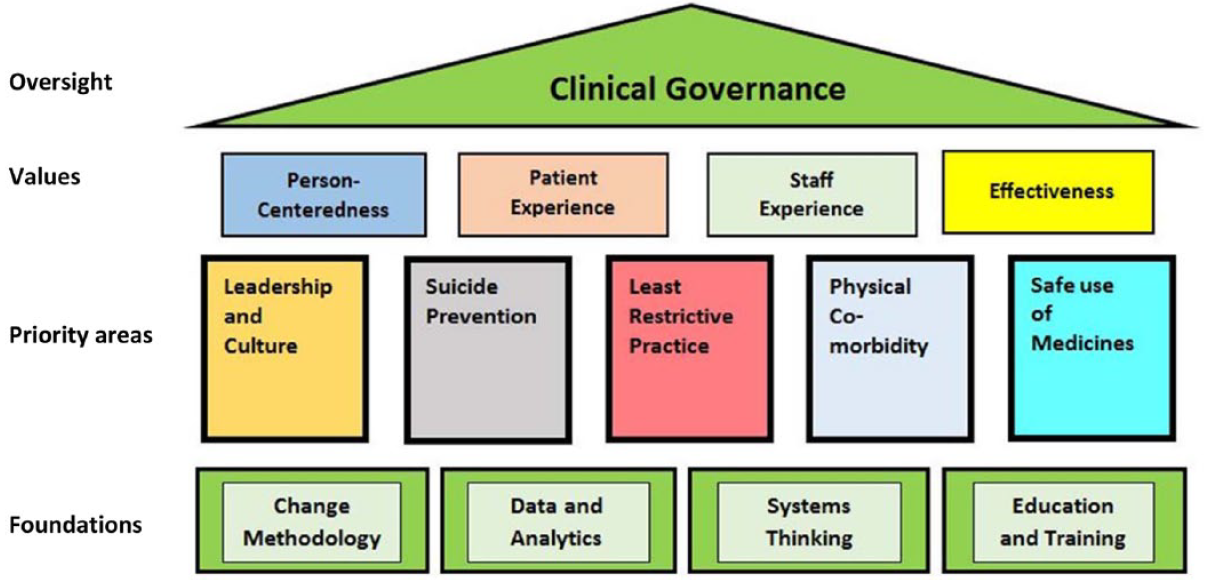 Oversight
Clinical Governance
Values
Person-
Centeredness
Patient
Experience
Staff
Experience
Effectiveness
Priority areas
Leadership
and
Culture
Suicide
Prevention
Least
Restrictive
Practice
Physical
Co-
morbidity
Safe use
of
Medicines
Foundations
Change
Methodology
Data and
Analytics
Systems
Thinking
Education
and Training